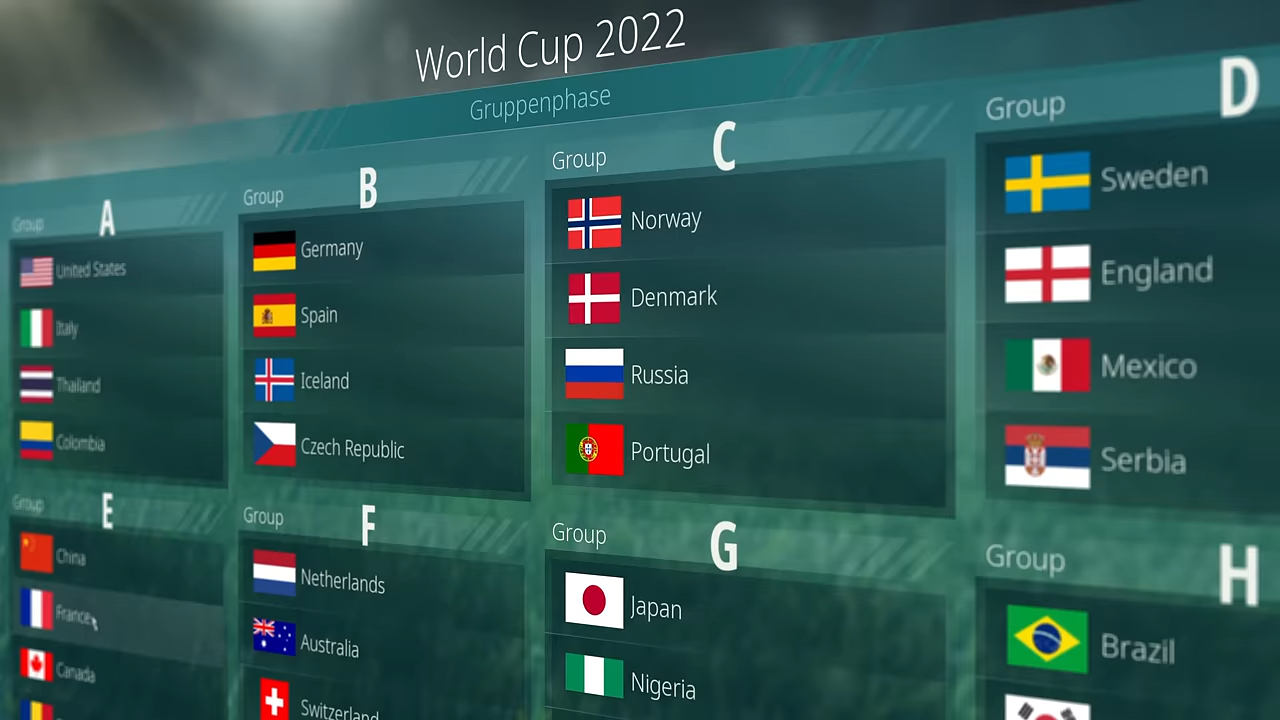 World Cup 2022
Gruppenphase
Group A
United States
Italy
Thailand
Colombia
Group B
Germany
Spain
Iceland
Czech Republic
Group C
Norway
Denmark
Russia
Portugal
Group D
Sweden
England
Mexico
Serbia
Group E
China
France
Canada
Group F
Netherlands
Australia
Switzerland
Group G
Japan
Nigeria
Group H
Brazil